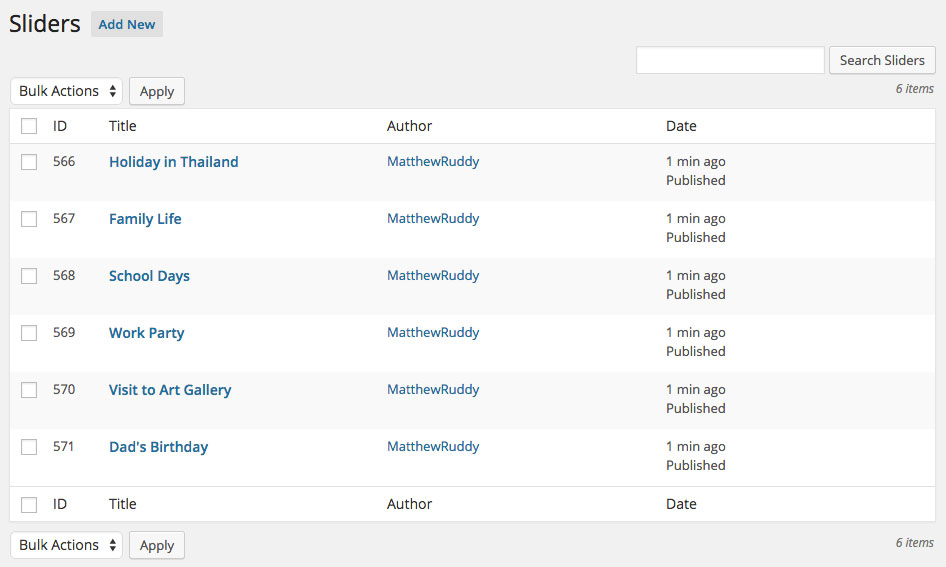 Sliders Add New
Search Sliders
Bulk Actions Apply 6 items
ID Title Author Date
566 Holiday in Thailand MatthewRuddy 1 min ago
Published
567 Family Life MatthewRuddy 1 min ago
Published
568 School Days MatthewRuddy 1 min ago
Published
569 Work Party MatthewRuddy 1 min ago
Published
570 Visit to Art Gallery MatthewRuddy 1 min ago
Published
571 Dad's Birthday MatthewRuddy 1 min ago
Published
ID Title Author Date
Bulk Actions Apply 6 items